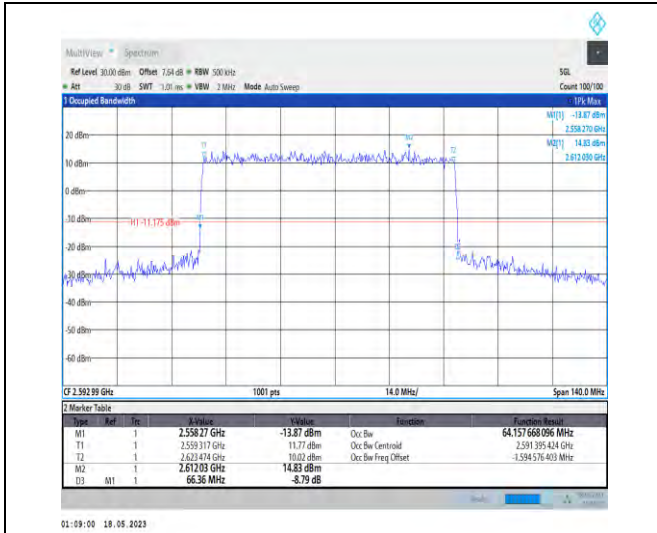 MultiView Spectrum
Ref Level 30.00 dBm Offset 7.54 dB RBW 500 kHz SGL
Att 30 dB SWT 1.01 ms VBW 2 MHz Mode Auto Sweep Count 100/100
1 Occupied Bandwidth 1Pk Max
M1[1] -13.87 dBm
2.558 270 GHz
M2[1] 14.83 dBm
2.612 030 GHz
20 dBm
T1 M2 T2
10 dBm
0 dBm
-10 dBm
H1 -11.175 dBm
M1
-20 dBm
D3
-30 dBm
-40 dBm
-50 dBm
-60 dBm
CF 2.592 99 GHz 1001 pts 14.0 MHz/ Span 140.0 MHz
2 Marker Table
Type Ref Trc X-Value Y-Value Function Function Result
M1 1 2.558 27 GHz -13.87 dBm Occ Bw 64.157 668 096 MHz
T1 1 2.559 317 GHz 11.77 dBm Occ Bw Centroid 2.591 395 424 GHz
T2 1 2.623 474 GHz 10.02 dBm Occ Bw Freq Offset -1.594 576 403 MHz
M2 1 2.612 03 GHz 14.83 dBm
D3 M1 1 66.36 MHz -8.79 dB
01:09:00 18.05.2023